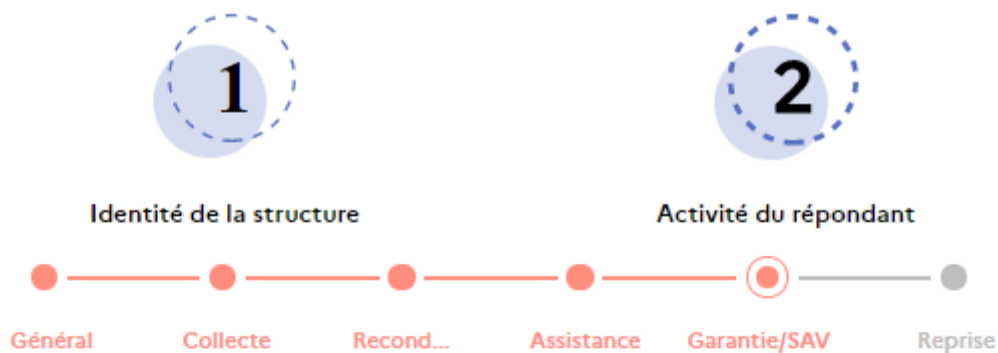 1 2
Identité de la structure Activité du répondant
Général Collecte Recond... Assistance Garantie/SAV Reprise